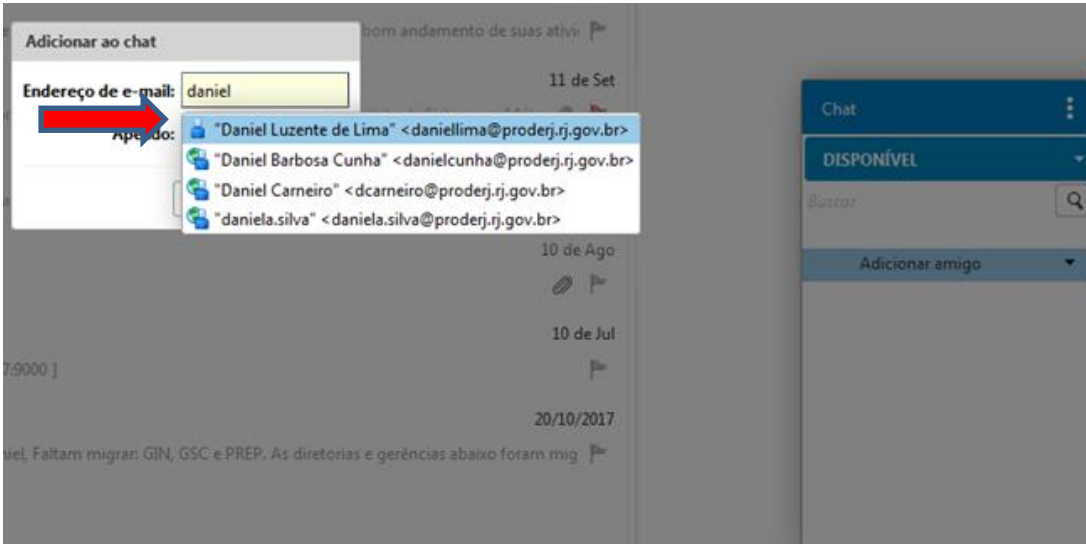 bom andamento de suas ativi
Adicionar ao chat
11 de Set
Endereço de e-mail: daniel
Apelido:
"Daniel Luzente de Lima" <daniellima@proderj.rj.gov.br>
"Daniel Barbosa Cunha" <danielcunha@proderj.rj.gov.br>
"Daniel Carneiro" <dcarneiro@proderj.rj.gov.br>
"daniela.silva" <daniela.silva@proderj.rj.gov.br>
10 de Ago
10 de Jul
7:9000 ]
20/10/2017
niel, Faltam migrar: GIN, GSC e PREP. As diretorias e gerências abaixo foram mig
Chat
DISPONÍVEL
Buscar
Adicionar amigo